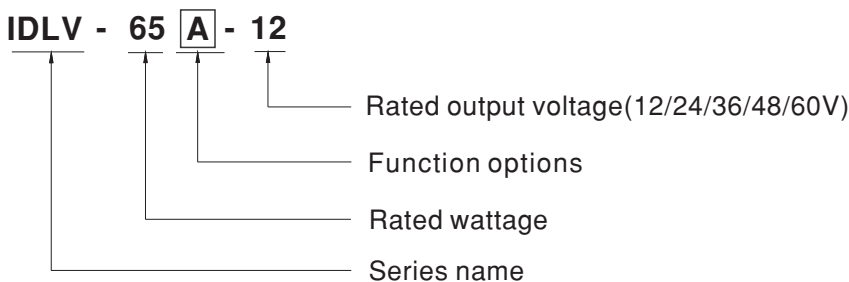 IDLV - 65 A - 12
Rated output voltage(12/24/36/48/60V)
Function options
Rated wattage
Series name